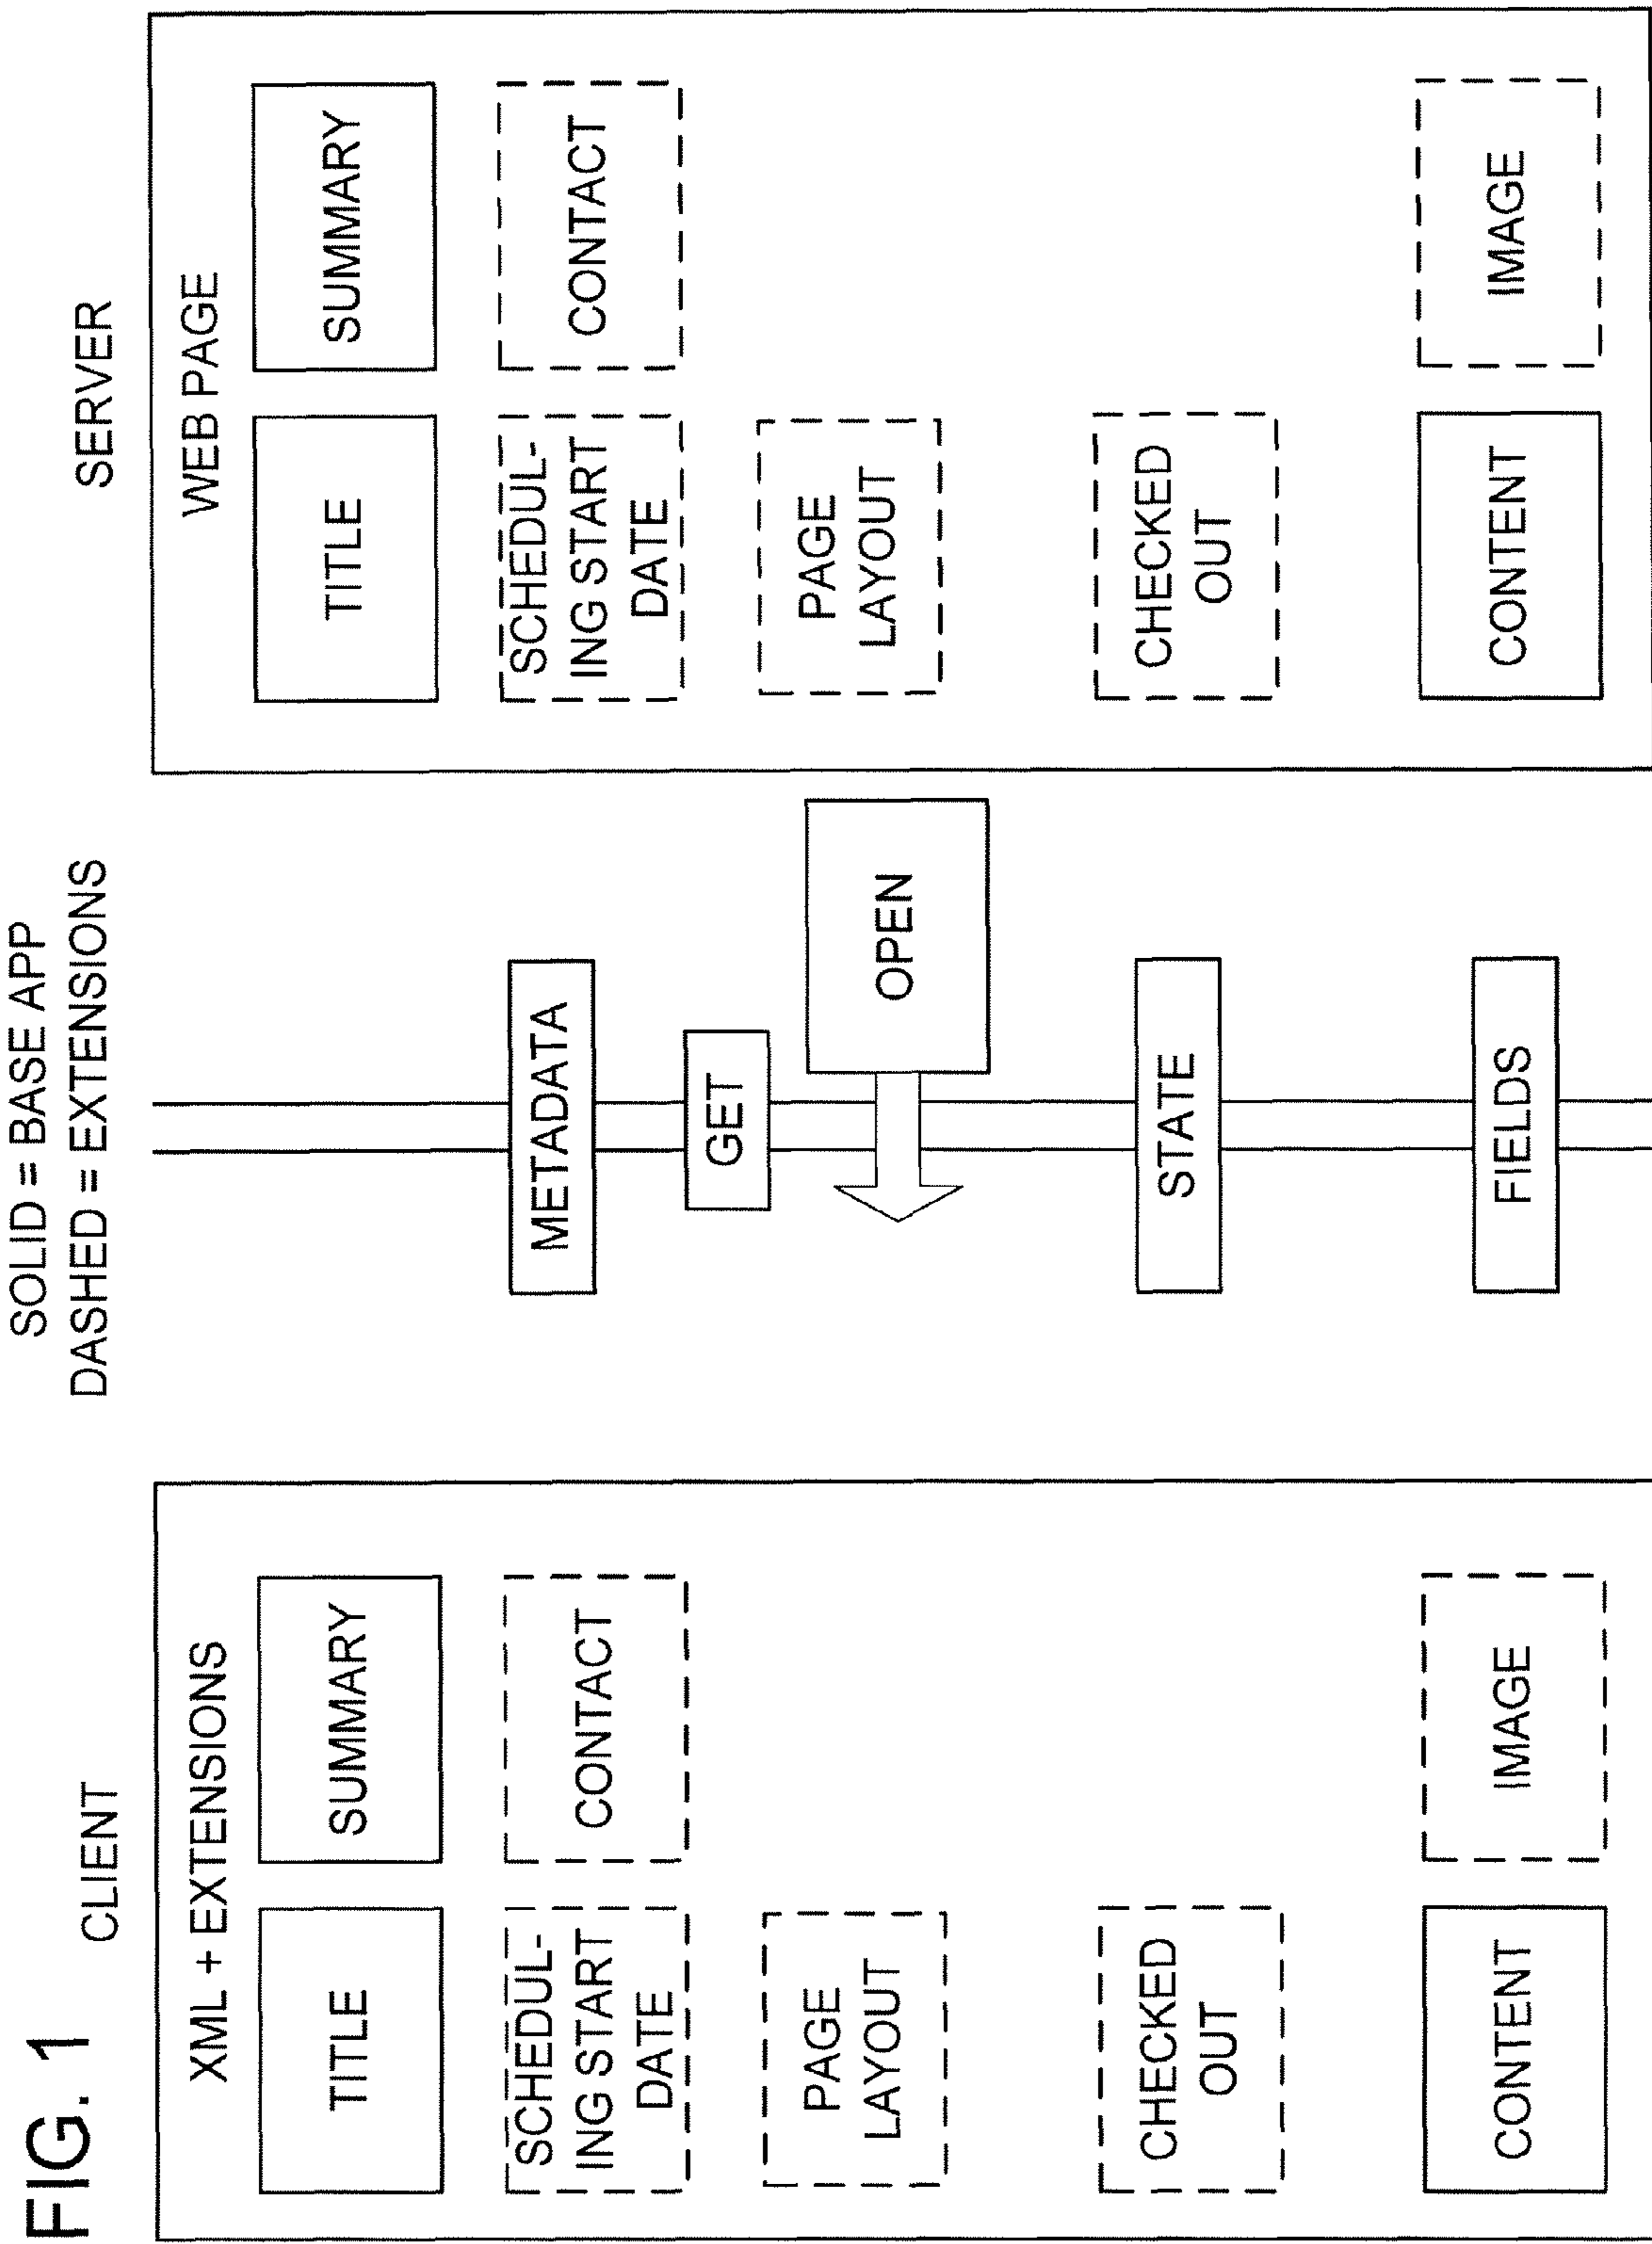 FIG. 1
SOLID = BASE APP
DASHED = EXTENSIONS
CLIENT
XML + EXTENSIONS
TITLE
SUMMARY
SCHEDUL-
ING START
DATE
CONTACT
PAGE
LAYOUT
CHECKED
OUT
CONTENT
IMAGE
METADATA
GET
OPEN
STATE
FIELDS
SERVER
WEB PAGE
TITLE
SUMMARY
SCHEDUL-
ING START
DATE
CONTACT
PAGE
LAYOUT
CHECKED
OUT
CONTENT
IMAGE